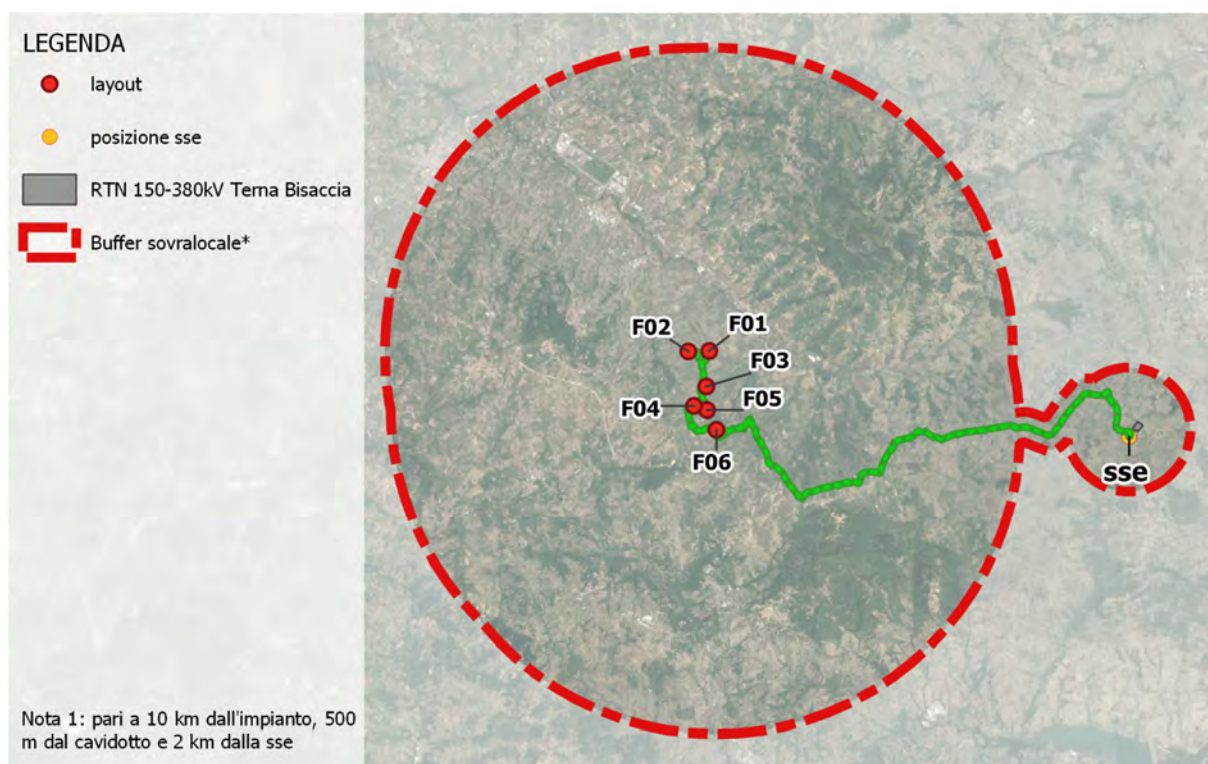 LEGENDA
layout
posizione sse
RTN 150-380kV Terna Bisaccia
Buffer sovralocale*
F02
F01
F03
F04
F05
F06
sse
Nota 1: pari a 10 km dall'impianto, 500
m dal cavidotto e 2 km dalla sse